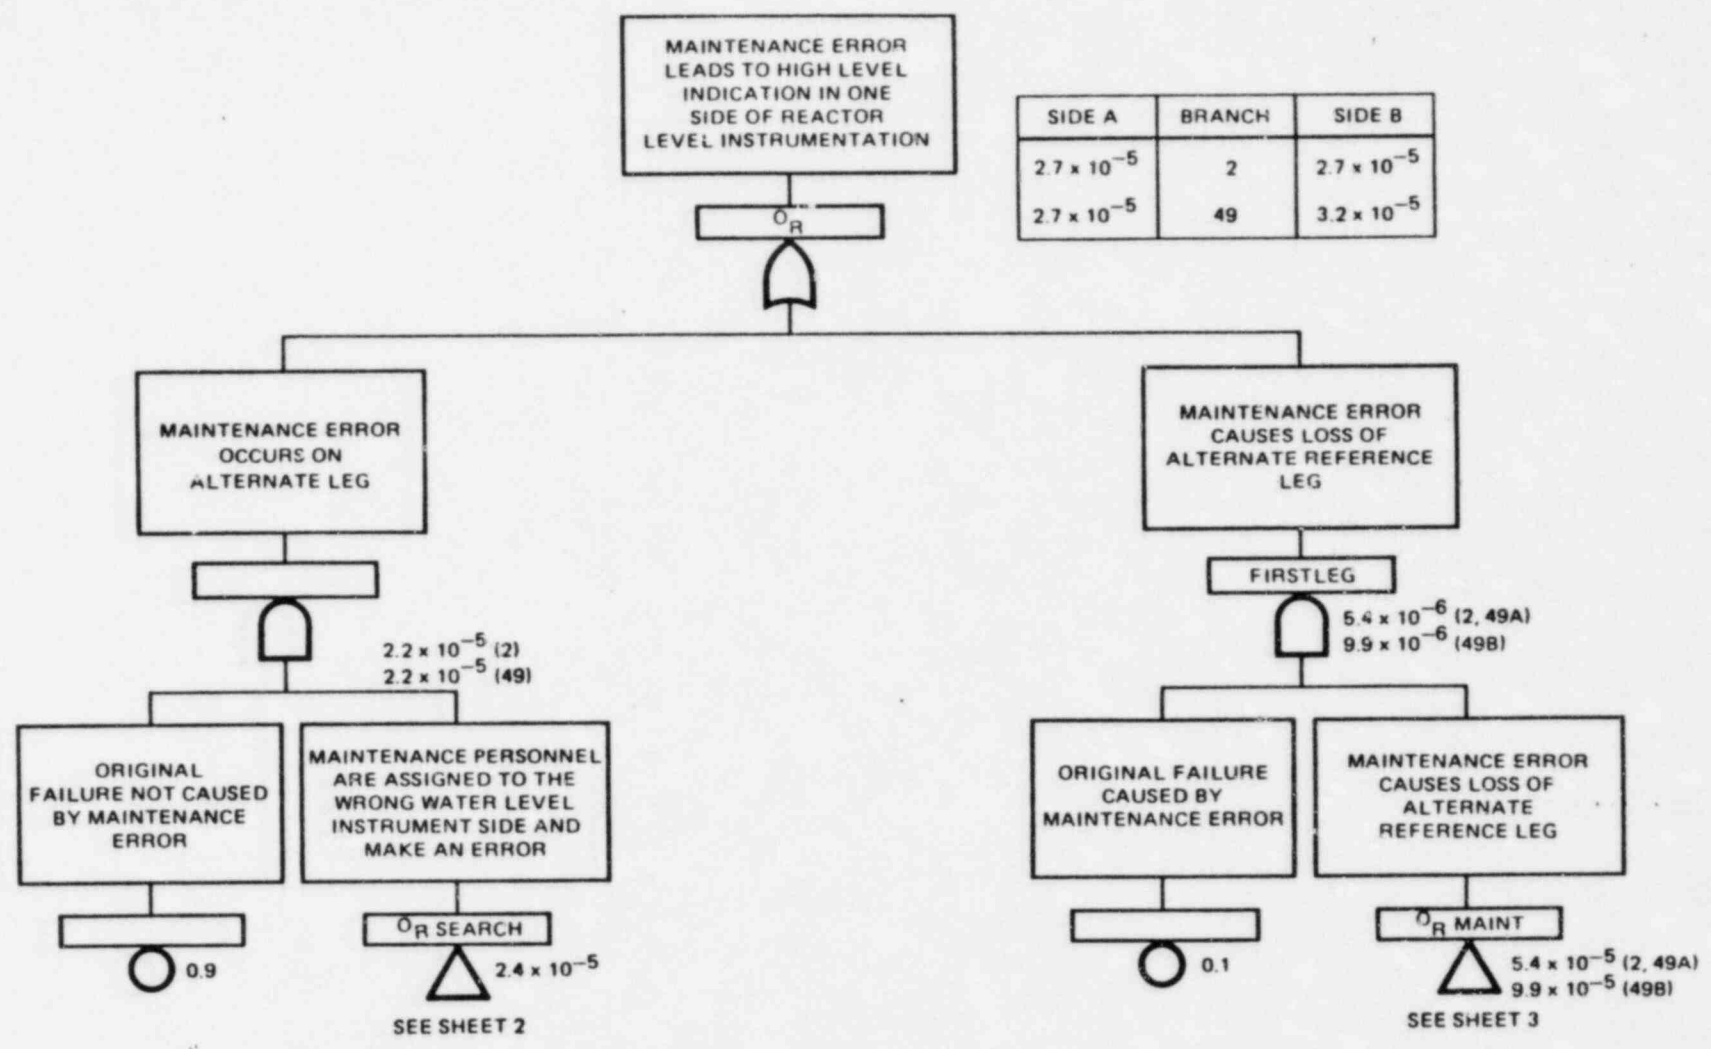 MAINTENANCE ERROR
LEADS TO HIGH LEVEL
INDICATION IN ONE
SIDE OF REACTOR
LEVEL INSTRUMENTATION
SIDE A BRANCH SIDE B
2.7 x 10⁻⁵ 2 2.7 x 10⁻⁵
2.7 x 10⁻⁵ 49 3.2 x 10⁻⁵
OR
MAINTENANCE ERROR
OCCURS ON
ALTERNATE LEG
MAINTENANCE ERROR
CAUSES LOSS OF
ALTERNATE REFERENCE
LEG
FIRSTLEG
2.2 x 10⁻⁵ (2)
2.2 x 10⁻⁵ (49)
5.4 x 10⁻⁶ (2, 49A)
9.9 x 10⁻⁶ (49B)
ORIGINAL
FAILURE NOT CAUSED
BY MAINTENANCE
ERROR
MAINTENANCE PERSONNEL
ARE ASSIGNED TO THE
WRONG WATER LEVEL
INSTRUMENT SIDE AND
MAKE AN ERROR
ORIGINAL FAILURE
CAUSED BY
MAINTENANCE ERROR
MAINTENANCE ERROR
CAUSES LOSS OF
ALTERNATE
REFERENCE LEG
OR SEARCH
OR MAINT
0.9
2.4 x 10⁻⁵
0.1
5.4 x 10⁻⁵ (2, 49A)
9.9 x 10⁻⁵ (49B)
SEE SHEET 2
SEE SHEET 3